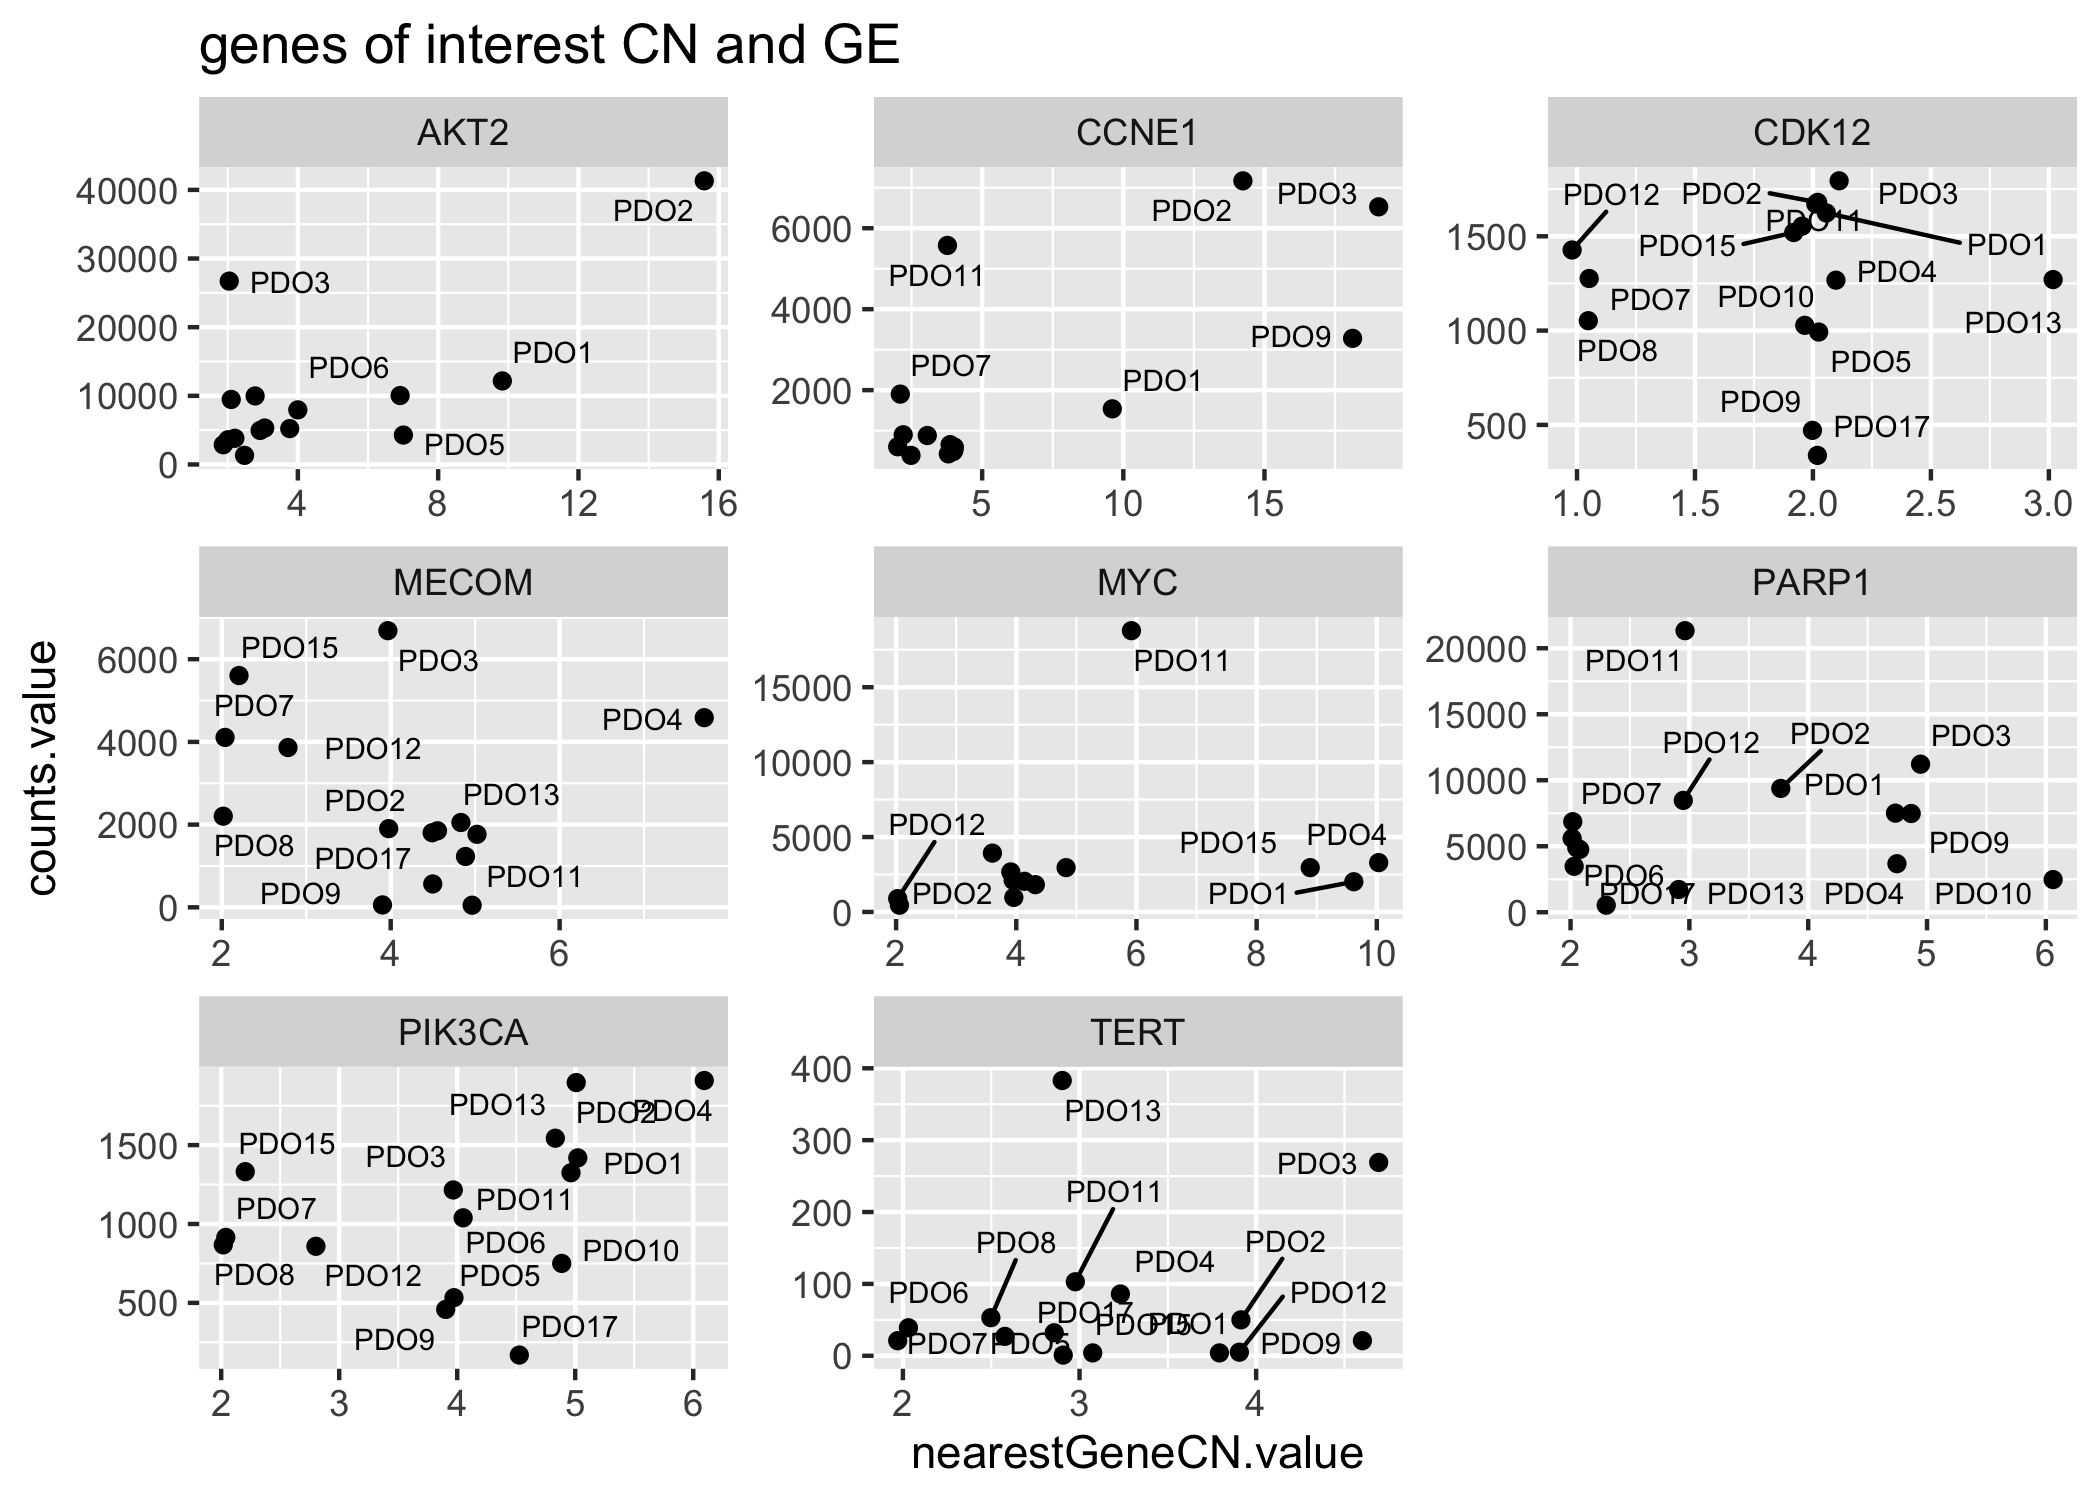 genes of interest CN and GE
AKT2
CCNE1
CDK12
40000
30000
20000
10000
0
PDO2
PDO3
PDO6
PDO1
PDO5
4
8
12
16
6000
4000
2000
PDO2
PDO3
PDO11
PDO9
PDO7
PDO1
5
10
15
1500
1000
500
PDO12
PDO2
PDO3
PDO11
PDO15
PDO1
PDO4
PDO7
PDO10
PDO13
PDO8
PDO5
PDO9
PDO17
1.0
1.5
2.0
2.5
3.0
MECOM
MYC
PARP1
counts.value
6000
4000
2000
0
PDO15
PDO3
PDO7
PDO4
PDO12
PDO2
PDO13
PDO8
PDO17
PDO11
PDO9
2
4
6
15000
10000
5000
0
PDO11
PDO12
PDO15
PDO4
PDO2
PDO1
2
4
6
8
10
20000
15000
10000
5000
0
PDO11
PDO12
PDO2
PDO3
PDO7
PDO1
PDO9
PDO6
PDO17
PDO13
PDO4
PDO10
2
3
4
5
6
PIK3CA
TERT
1500
1000
500
PDO13
PDO2
PDO4
PDO15
PDO3
PDO1
PDO7
PDO11
PDO6
PDO10
PDO8
PDO12
PDO5
PDO9
PDO17
2
3
4
5
6
400
300
200
100
0
PDO13
PDO3
PDO11
PDO8
PDO2
PDO4
PDO6
PDO12
PDO17
PDO15
PDO1
PDO7
PDO5
PDO9
2
3
4
nearestGeneCN.value